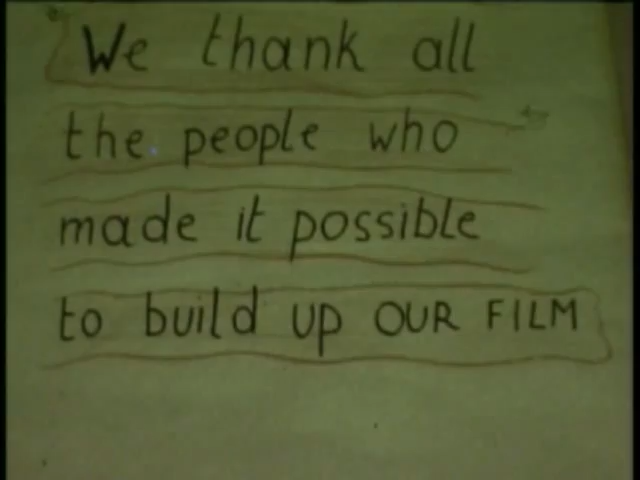 We thank all
the people who
made it possible
to build up OUR FILM